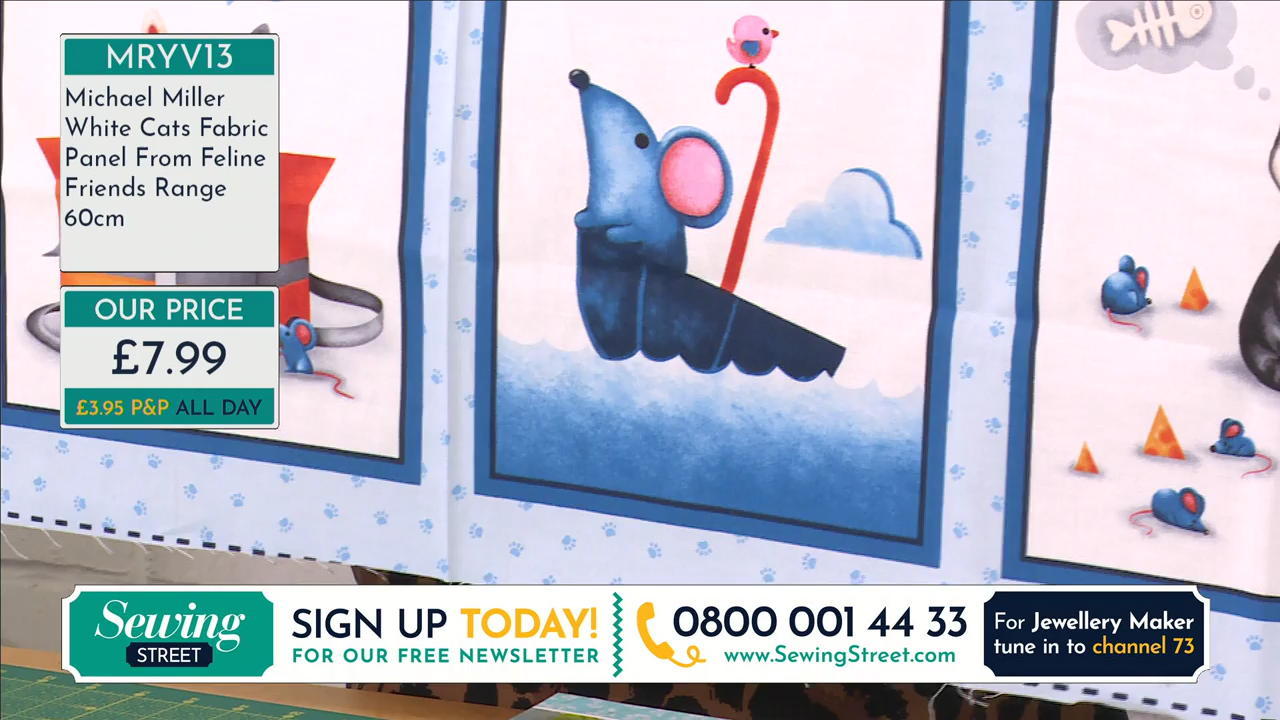 MRYV13
Michael Miller
White Cats Fabric
Panel From Feline
Friends Range
60cm
OUR PRICE
£7.99
£3.95 P&P ALL DAY
Sewing
STREET
SIGN UP TODAY!
FOR OUR FREE NEWSLETTER
0800 001 44 33
www.SewingStreet.com
For Jewellery Maker
tune in to channel 73